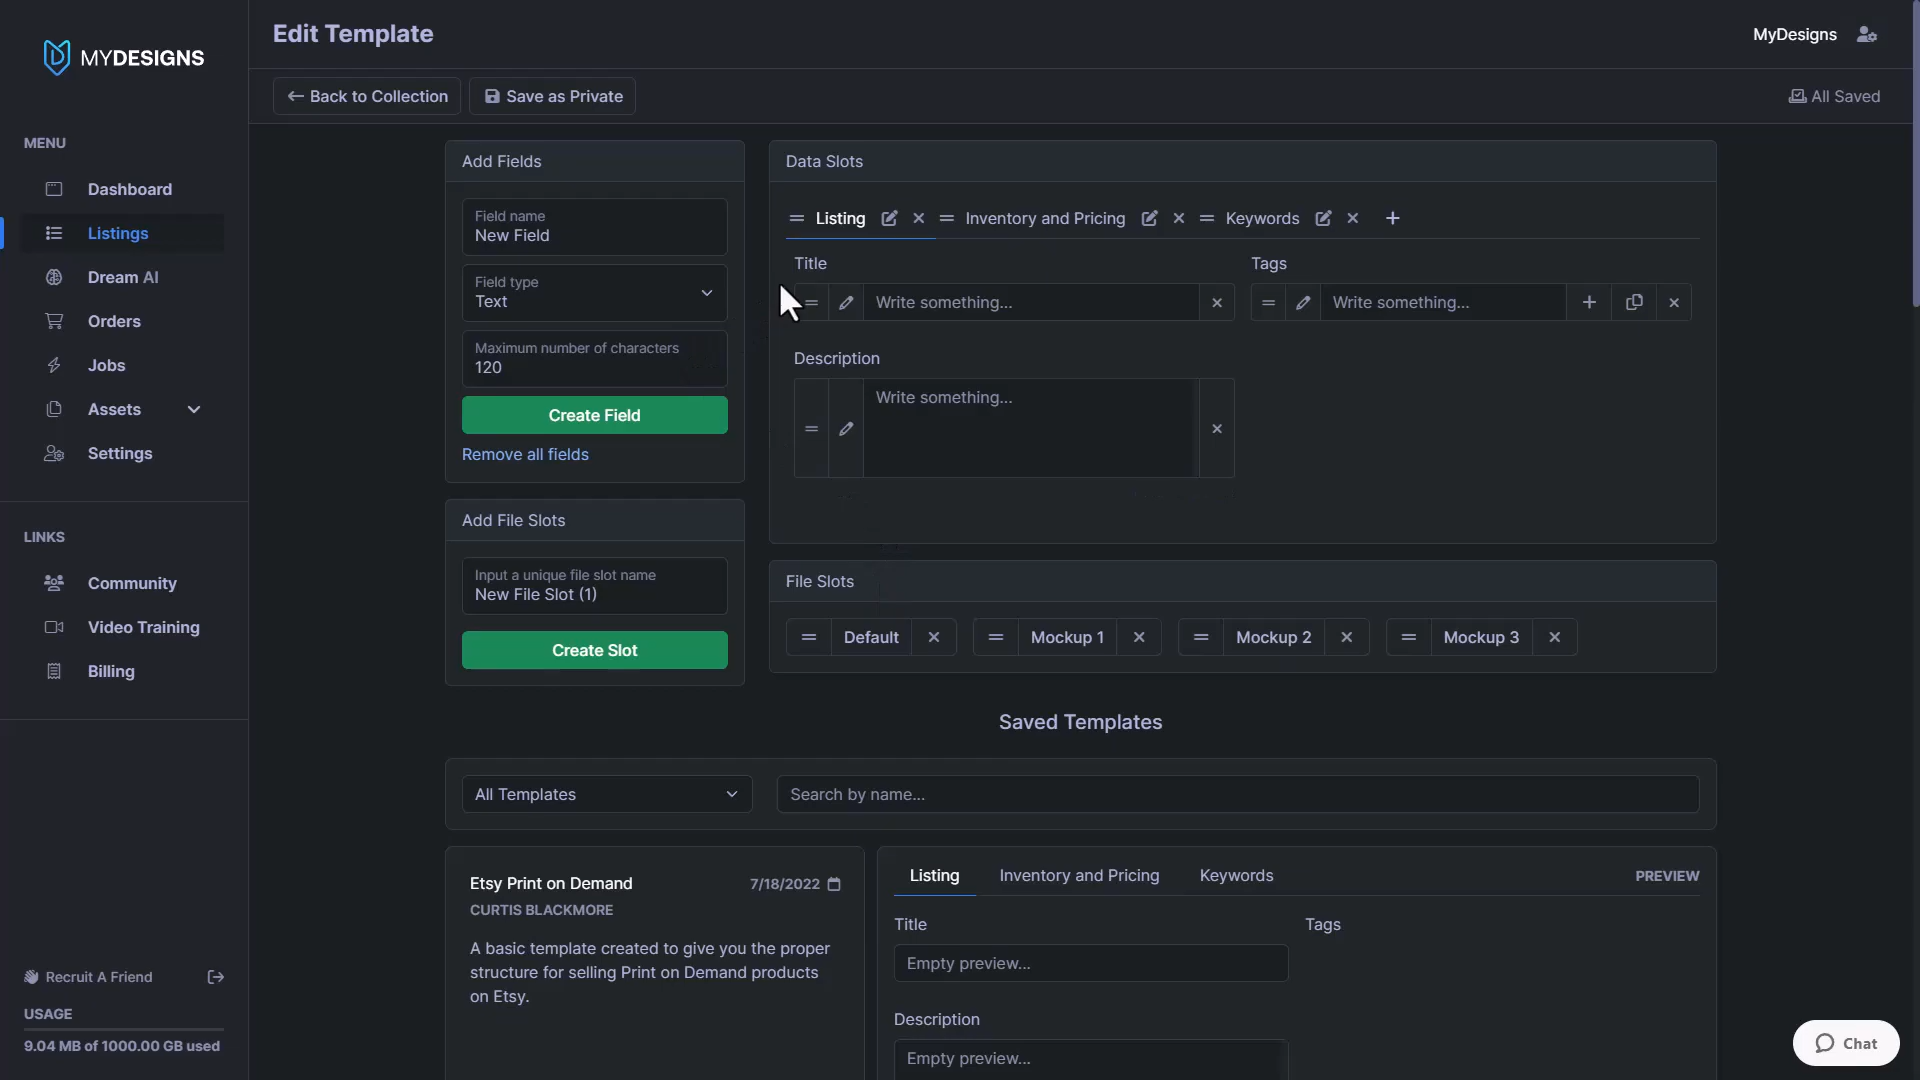 MYDESIGNS
MENU
Dashboard
Listings
Dream AI
Orders
Jobs
Assets
Settings
LINKS
Community
Video Training
Billing
Recruit A Friend
USAGE
9.04 MB of 1000.00 GB used
Edit Template
MyDesigns
Back to Collection
Save as Private
All Saved
Add Fields
Field name
New Field
Field type
Text
Maximum number of characters
120
Create Field
Remove all fields
Add File Slots
Input a unique file slot name
New File Slot (1)
Create Slot
Data Slots
Listing
Inventory and Pricing
Keywords
Title
Tags
Write something...
Write something...
Description
Write something...
File Slots
Default
Mockup 1
Mockup 2
Mockup 3
Saved Templates
All Templates
Search by name...
Etsy Print on Demand
7/18/2022
CURTIS BLACKMORE
A basic template created to give you the proper
structure for selling Print on Demand products
on Etsy.
Listing
Inventory and Pricing
Keywords
PREVIEW
Title
Tags
Empty preview...
Description
Empty preview...
Chat